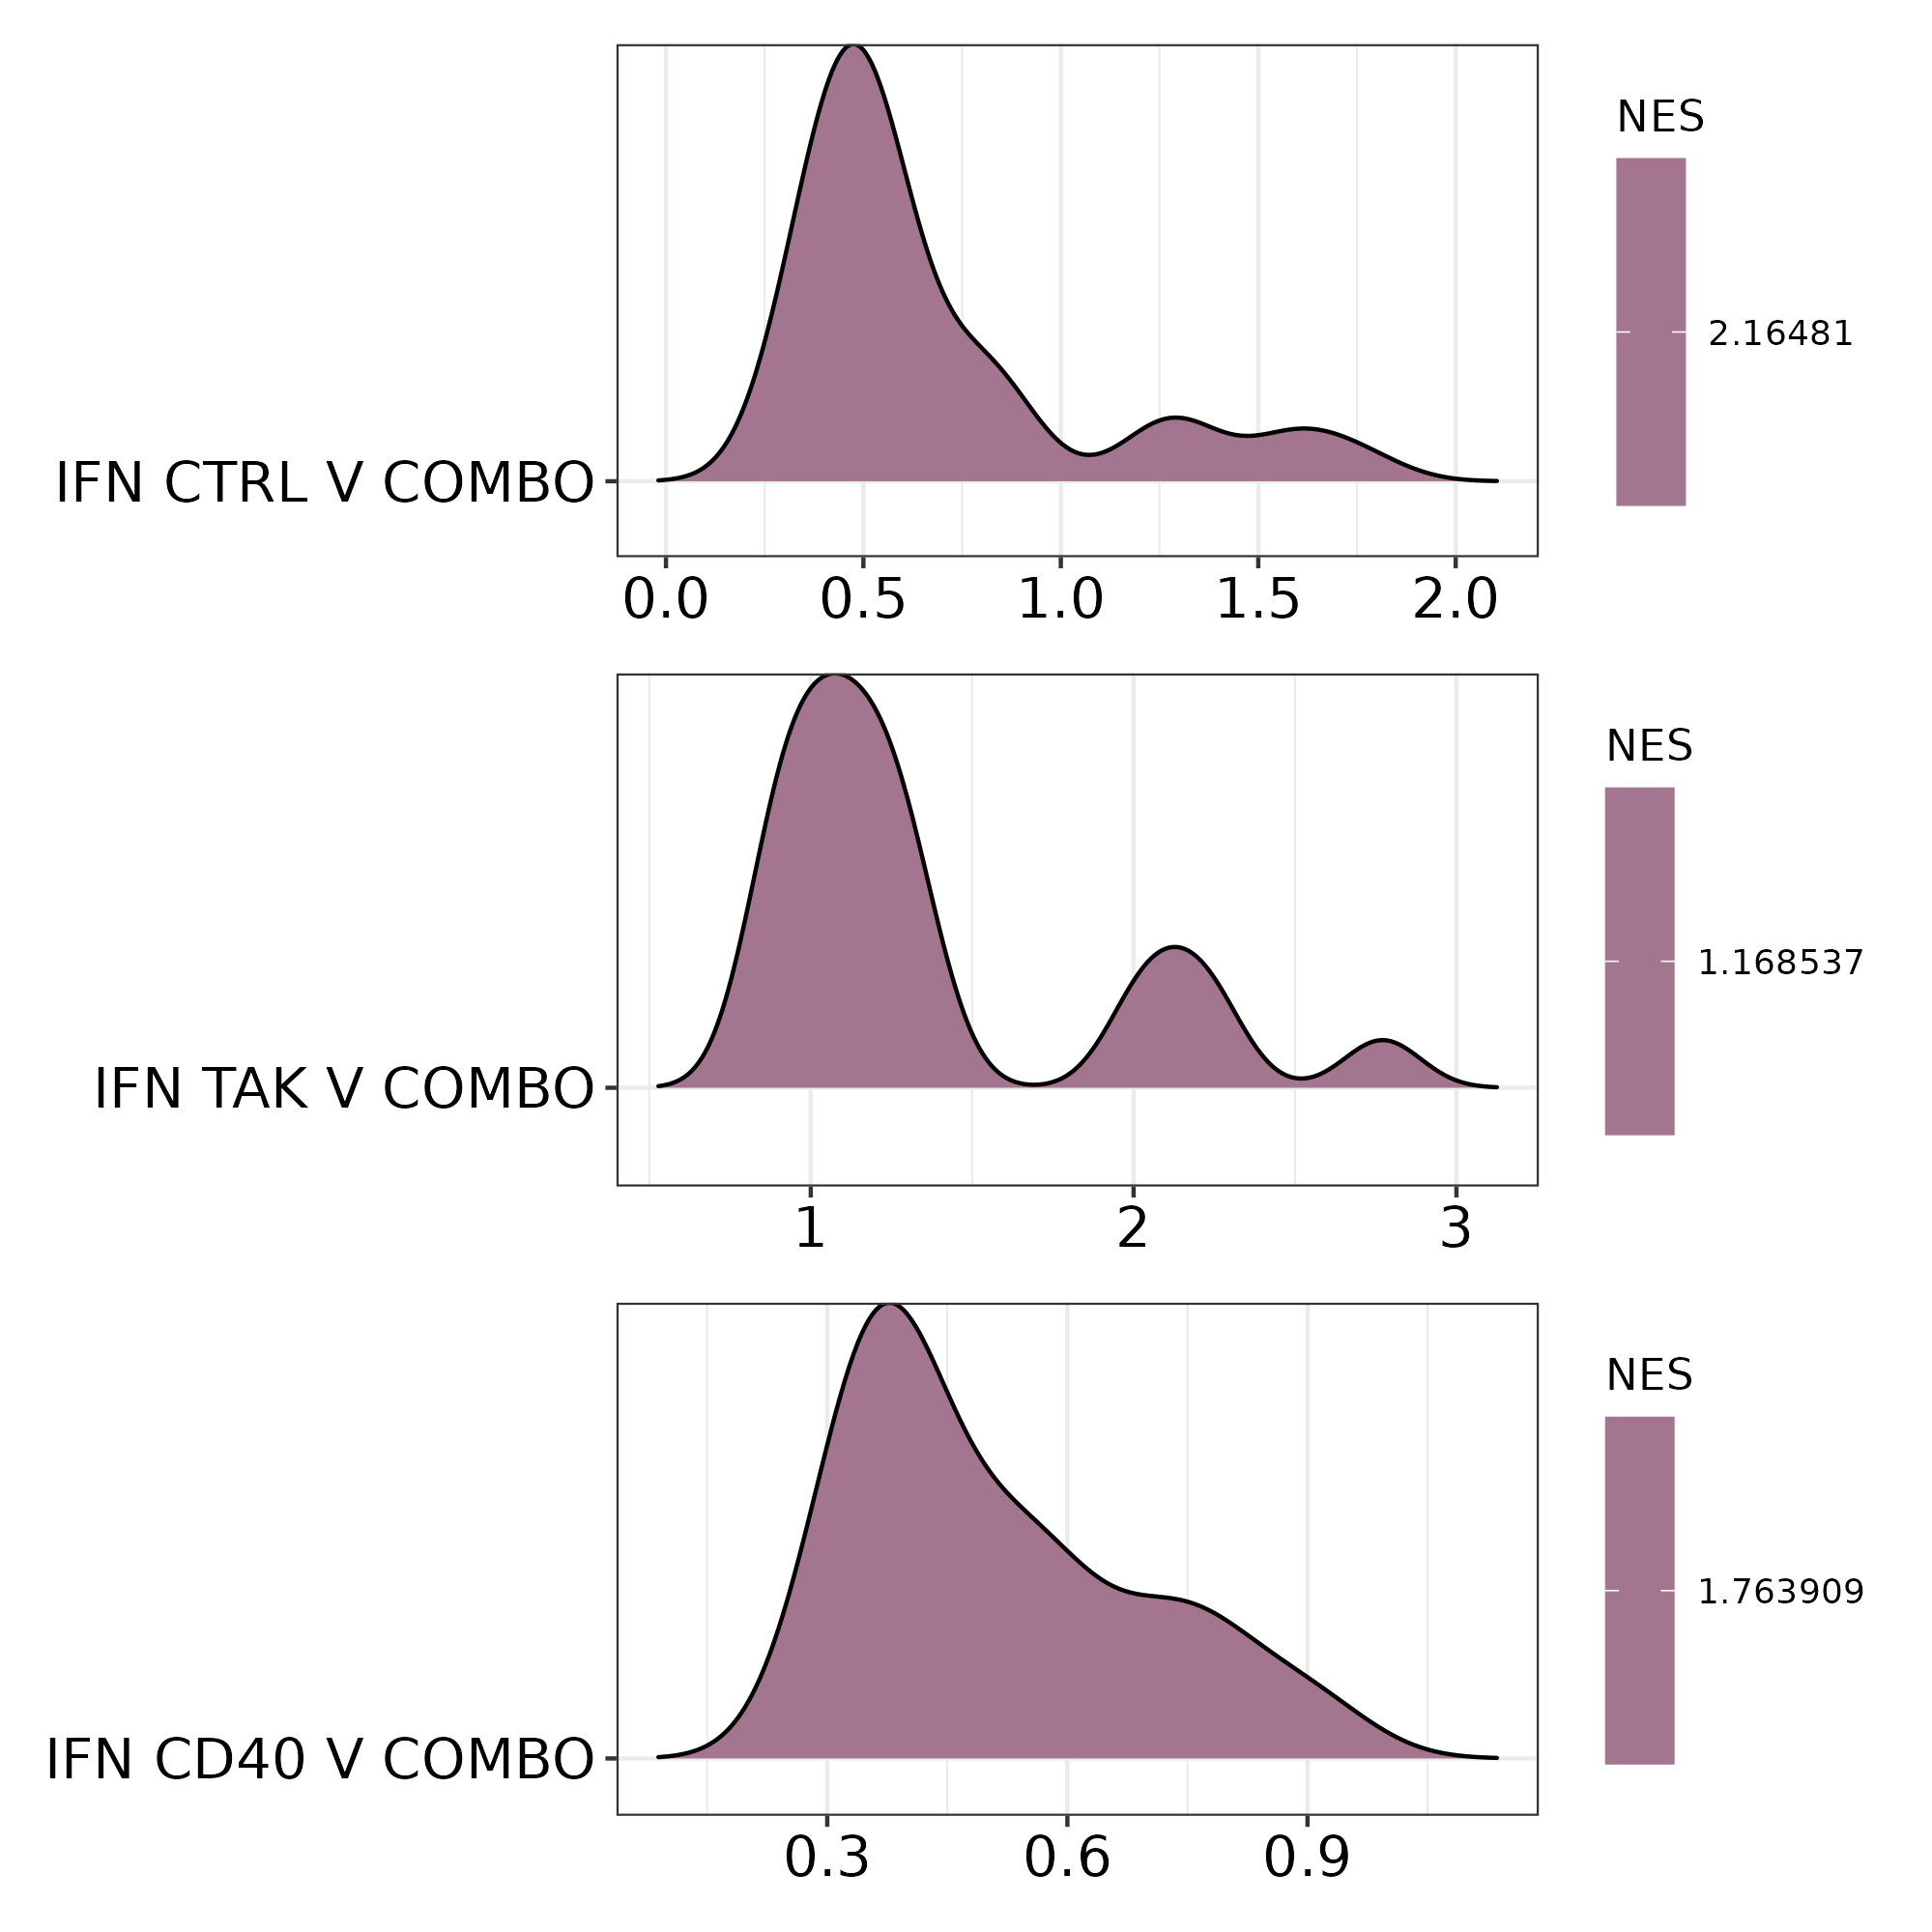 NES
2.16481
IFN CTRL V COMBO
0.0 0.5 1.0 1.5 2.0
NES
1.168537
IFN TAK V COMBO
1 2 3
NES
1.763909
IFN CD40 V COMBO
0.3 0.6 0.9